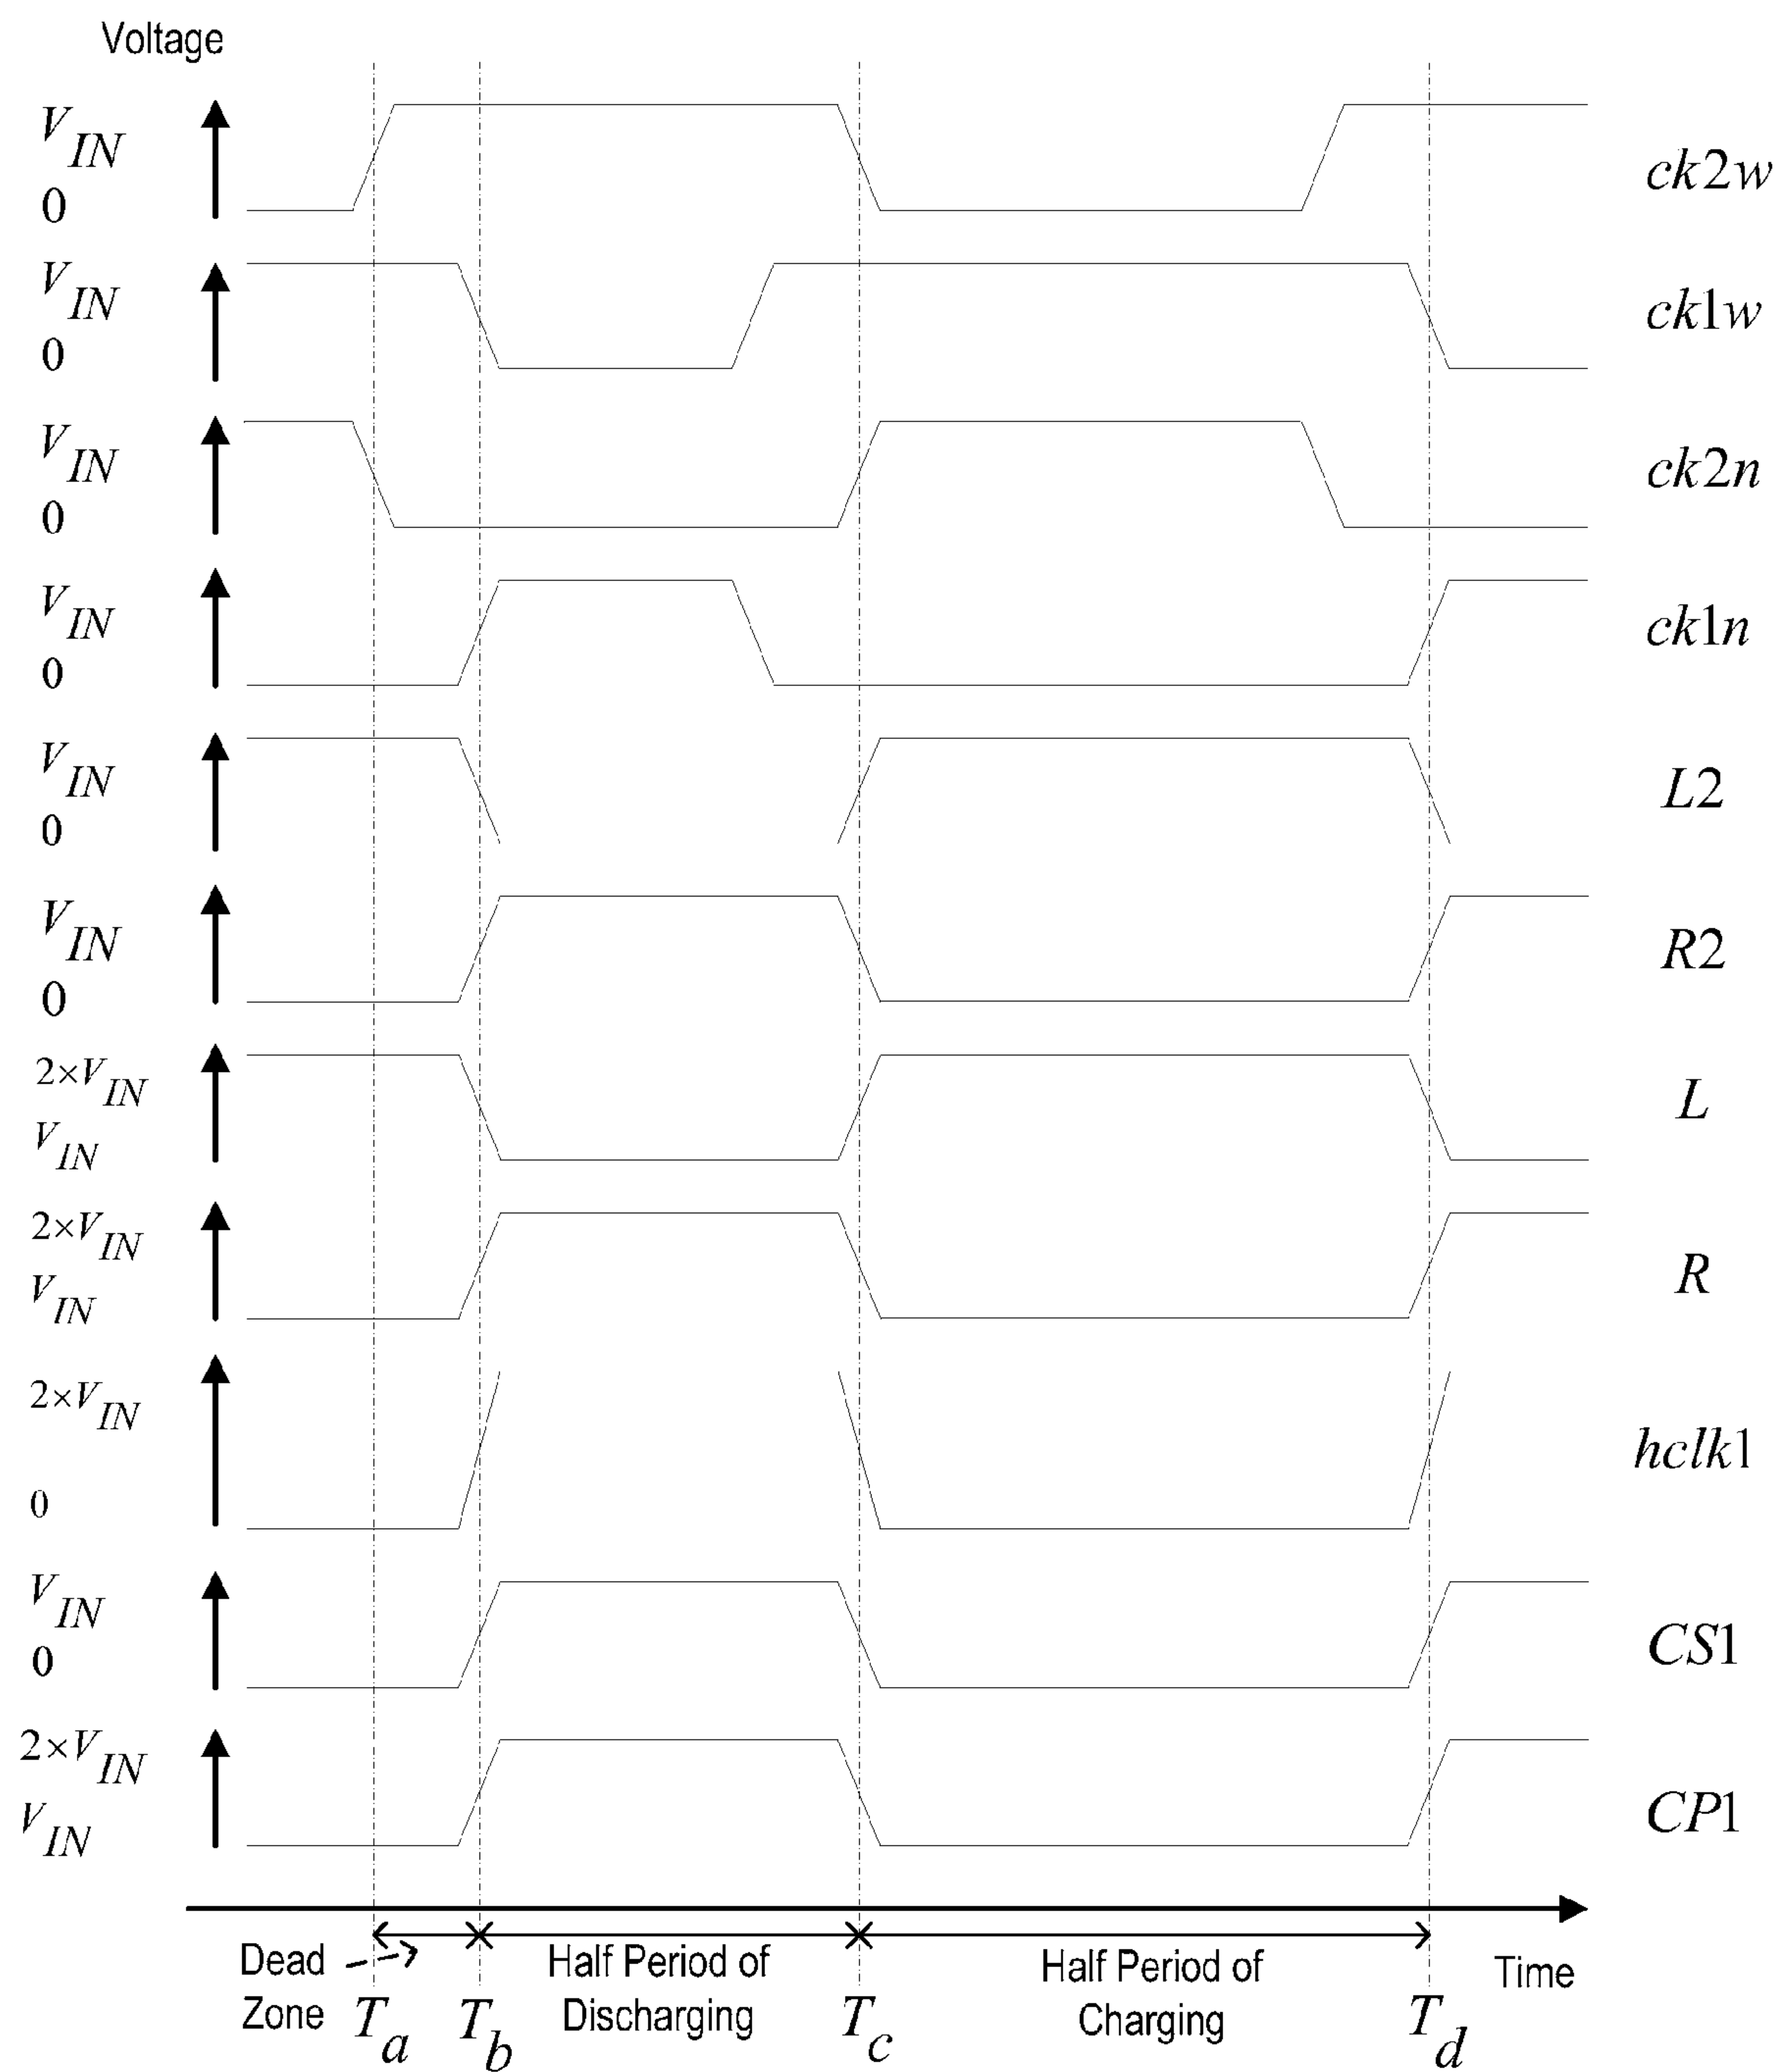 Voltage
V_IN
0
ck2w
V_IN
0
ck1w
V_IN
0
ck2n
V_IN
0
ck1n
V_IN
0
L2
V_IN
0
R2
2×V_IN
V_IN
L
2×V_IN
V_IN
R
2×V_IN
0
hclk1
V_IN
0
CS1
2×V_IN
V_IN
CP1
Dead
Zone
Half Period of
Discharging
Half Period of
Charging
Time
T_a
T_b
T_c
T_d